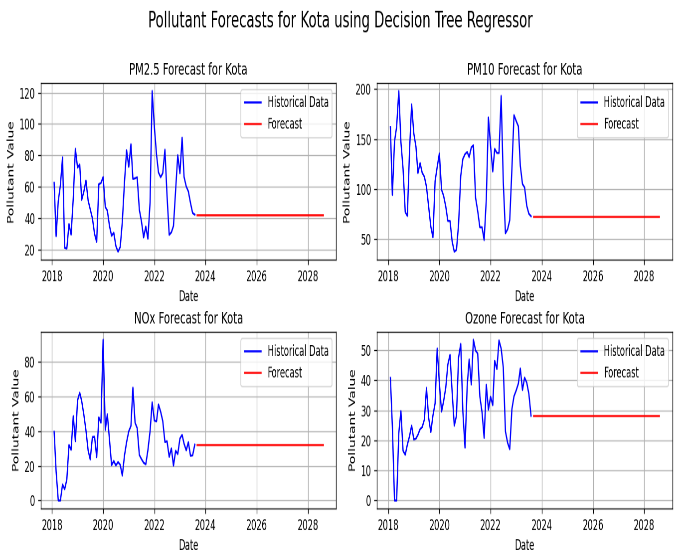 Pollutant Forecasts for Kota using Decision Tree Regressor
PM2.5 Forecast for Kota
Pollutant Value
120
100
80
60
40
20
Historical Data
Forecast
2018 2020 2022 2024 2026 2028
Date
PM10 Forecast for Kota
Pollutant Value
200
150
100
50
Historical Data
Forecast
2018 2020 2022 2024 2026 2028
Date
NOx Forecast for Kota
Pollutant Value
80
60
40
20
0
Historical Data
Forecast
2018 2020 2022 2024 2026 2028
Date
Ozone Forecast for Kota
Pollutant Value
50
40
30
20
10
0
Historical Data
Forecast
2018 2020 2022 2024 2026 2028
Date